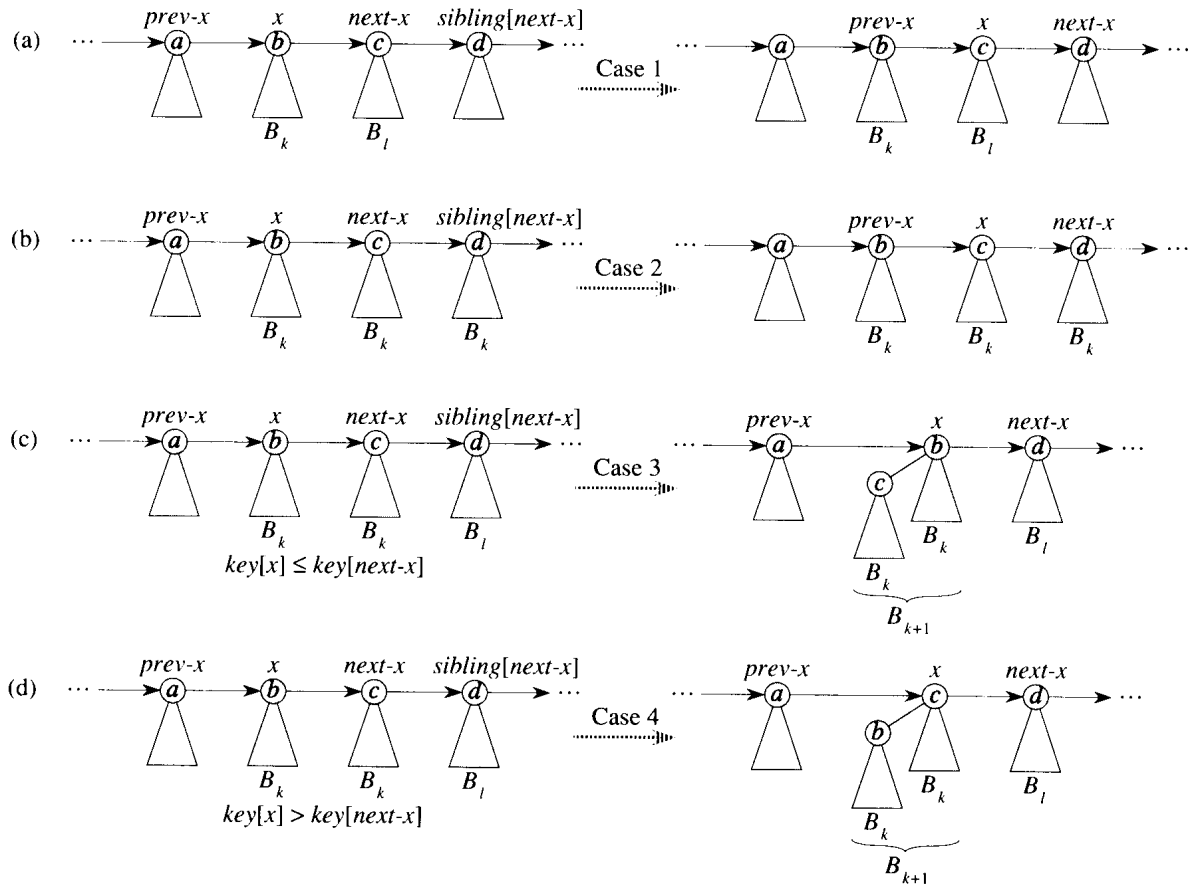 prev-x x next-x sibling[next-x] prev-x x next-x
(a) ··· a b c d ··· Case 1 ··· a b c d ···
B_k B_l B_k B_l
prev-x x next-x sibling[next-x] prev-x x next-x
(b) ··· a b c d ··· Case 2 ··· a b c d ···
B_k B_k B_k B_k B_k B_k
prev-x x next-x sibling[next-x] prev-x x next-x
(c) ··· a b c d ··· Case 3 ··· a b d ···
c
B_k B_k B_l B_k B_l
key[x] ≤ key[next-x] B_k
B_{k+1}
prev-x x next-x sibling[next-x] prev-x x next-x
(d) ··· a b c d ··· Case 4 ··· a c d ···
b
B_k B_k B_l B_k B_l
key[x] > key[next-x] B_k
B_{k+1}